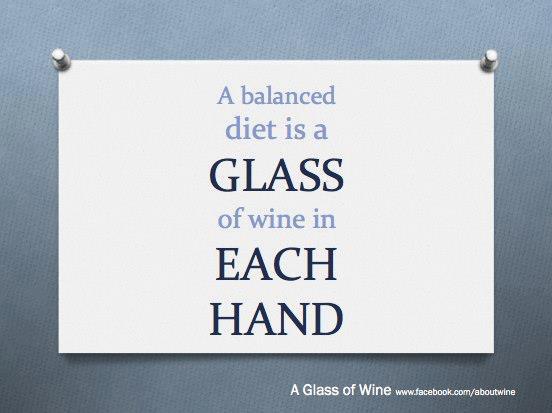 A balanced
diet is a
GLASS
of wine in
EACH
HAND
A Glass of Wine www.facebook.com/aboutwine